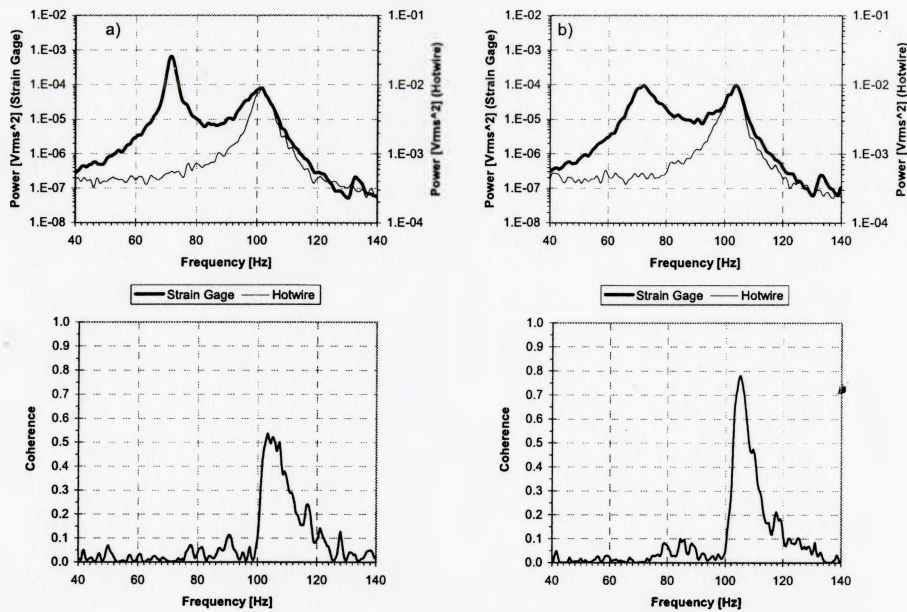 a)
1.E-02
1.E-03
1.E-04
1.E-05
1.E-06
1.E-07
1.E-08
Power [Vrms^2] (Strain Gage)
1.E-01
1.E-02
1.E-03
1.E-04
Power [Vrms^2] (Hotwire)
40 60 80 100 120 140
Frequency [Hz]
Strain Gage Hotwire
b)
1.E-02
1.E-03
1.E-04
1.E-05
1.E-06
1.E-07
1.E-08
Power [Vrms^2] [Strain Gage)
1.E-01
1.E-02
1.E-03
1.E-04
Power [Vrms^2] (Hotwire)
40 60 80 100 120 140
Frequency [Hz]
Strain Gage Hotwire
1.0
0.9
0.8
0.7
0.6
0.5
0.4
0.3
0.2
0.1
0.0
Coherence
40 60 80 100 120 140
Frequency [Hz]
1.0
0.9
0.8
0.7
0.6
0.5
0.4
0.3
0.2
0.1
0.0
Coherence
40 60 80 100 120 140
Frequency [Hz]